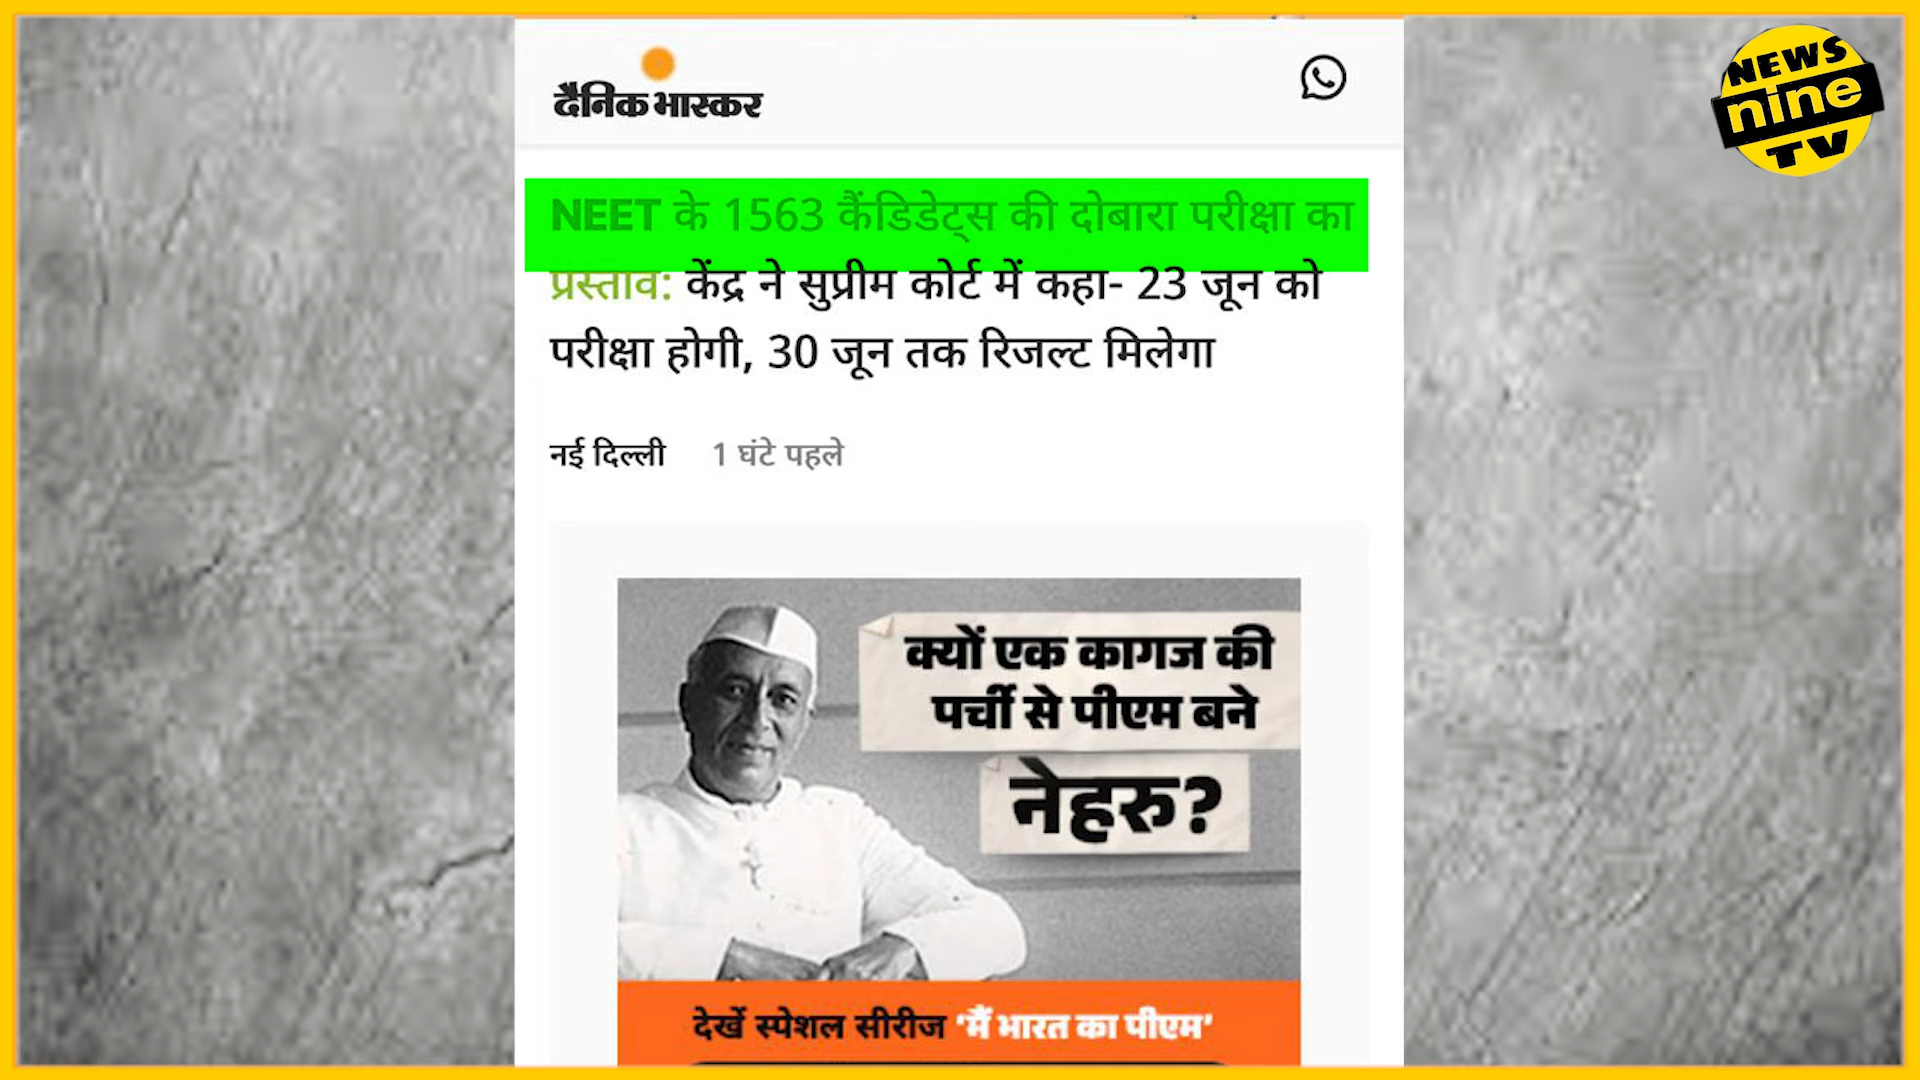 दैनिक भास्कर
NEWS
nine
TV
NEET के 1563 कैंडिडेट्स की दोबारा परीक्षा का
प्रस्ताव: केंद्र ने सुप्रीम कोर्ट में कहा- 23 जून को
परीक्षा होगी, 30 जून तक रिजल्ट मिलेगा
नई दिल्ली 1 घंटे पहले
क्यों एक कागज की
पर्ची से पीएम बने
नेहरु?
देखें स्पेशल सीरीज ‘मैं भारत का पीएम’